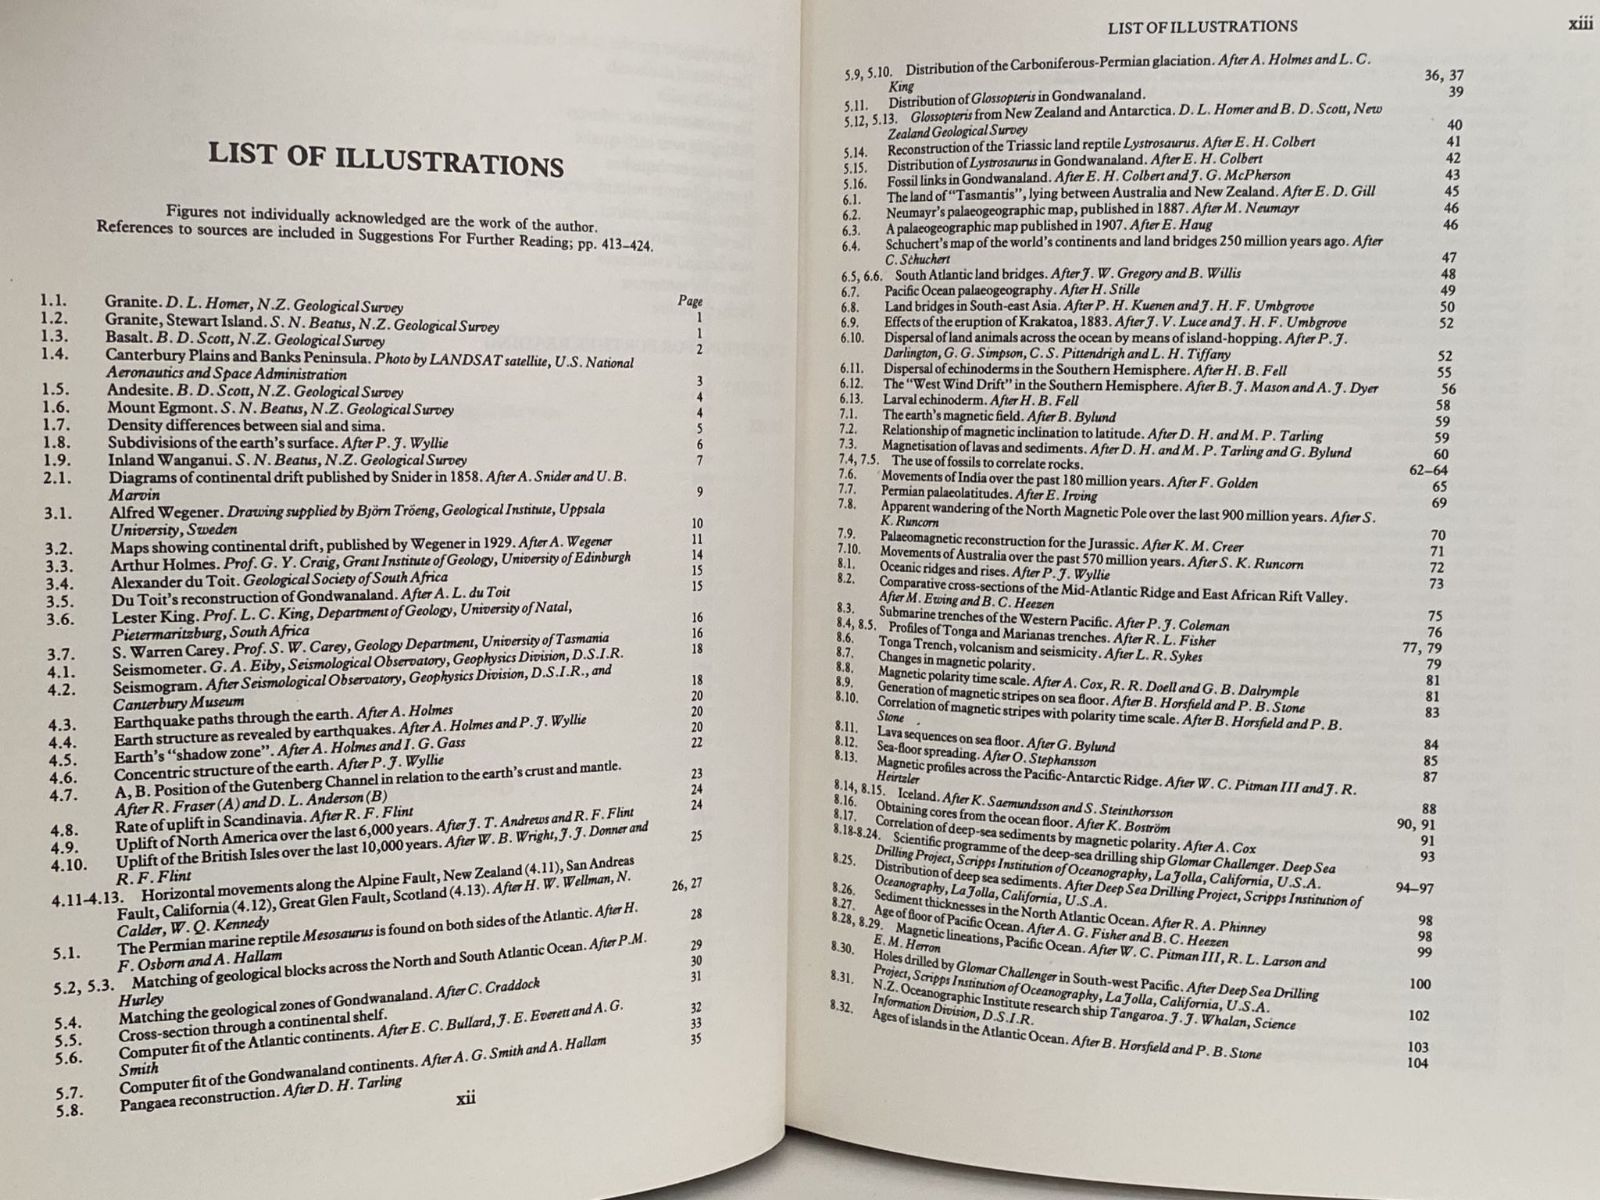 LIST OF ILLUSTRATIONS
Figures not individually acknowledged are the work of the author.
References to sources are included in Suggestions For Further Reading; pp. 413–424.
Page
1.1. Granite. D. L. Homer, N.Z. Geological Survey 1
1.2. Granite, Stewart Island. S. N. Beatus, N.Z. Geological Survey 1
1.3. Basalt. B. D. Scott, N.Z. Geological Survey 2
1.4. Canterbury Plains and Banks Peninsula. Photo by LANDSAT satellite, U.S. National
Aeronautics and Space Administration 3
1.5. Andesite. B. D. Scott, N.Z. Geological Survey 4
1.6. Mount Egmont. S. N. Beatus, N.Z. Geological Survey 4
1.7. Density differences between sial and sima. 5
1.8. Subdivisions of the earth's surface. After P. J. Wyllie 6
1.9. Inland Wanganui. S. N. Beatus, N.Z. Geological Survey 7
2.1. Diagrams of continental drift published by Snider in 1858. After A. Snider and U. B.
Marvin 9
3.1. Alfred Wegener. Drawing supplied by Björn Tröeng, Geological Institute, Uppsala
University, Sweden 10
3.2. Maps showing continental drift, published by Wegener in 1929. After A. Wegener 11
3.3. Arthur Holmes. Prof. G. Y. Craig, Grant Institute of Geology, University of Edinburgh 14
3.4. Alexander du Toit. Geological Society of South Africa 15
3.5. Du Toit's reconstruction of Gondwanaland. After A. L. du Toit 15
3.6. Lester King. Prof. L. C. King, Department of Geology, University of Natal,
Pietermaritzburg, South Africa 16
3.7. S. Warren Carey. Prof. S. W. Carey, Geology Department, University of Tasmania 16
4.1. Seismometer. G. A. Eiby, Seismological Observatory, Geophysics Division, D.S.I.R. 18
4.2. Seismogram. After Seismological Observatory, Geophysics Division, D.S.I.R., and
Canterbury Museum 18
4.3. Earthquake paths through the earth. After A. Holmes 20
4.4. Earth structure as revealed by earthquakes. After A. Holmes and P. J. Wyllie 20
4.5. Earth's "shadow zone". After A. Holmes and I. G. Gass 20
4.6. Concentric structure of the earth. After P. J. Wyllie 22
4.7. A, B. Position of the Gutenberg Channel in relation to the earth's crust and mantle.
After R. Fraser (A) and D. L. Anderson (B) 23
4.8. Rate of uplift in Scandinavia. After R. F. Flint 24
4.9. Uplift of North America over the last 6,000 years. After J. T. Andrews and R. F. Flint 24
4.10. Uplift of the British Isles over the last 10,000 years. After W. B. Wright, J. J. Donner and
R. F. Flint 25
4.11-4.13. Horizontal movements along the Alpine Fault, New Zealand (4.11), San Andreas
Fault, California (4.12), Great Glen Fault, Scotland (4.13). After H. W. Wellman, N.
Calder, W. Q. Kennedy 26, 27
5.1. The Permian marine reptile Mesosaurus is found on both sides of the Atlantic. After H.
F. Osborn and A. Hallam 28
5.2, 5.3. Matching of geological blocks across the North and South Atlantic Ocean. After P.M.
Hurley 29
5.4. Matching the geological zones of Gondwanaland. After C. Craddock 30
5.5. Cross-section through a continental shelf. 31
5.6. Computer fit of the Atlantic continents. After E. C. Bullard, J. E. Everett and A. G.
Smith 32
5.7. Computer fit of the Gondwanaland continents. After A. G. Smith and A. Hallam 33
5.8. Pangaea reconstruction. After D. H. Tarling 35
xii
LIST OF ILLUSTRATIONS xiii
5.9, 5.10. Distribution of the Carboniferous-Permian glaciation. After A. Holmes and L. C.
King 36, 37
5.11. Distribution of Glossopteris in Gondwanaland. 39
5.12, 5.13. Glossopteris from New Zealand and Antarctica. D. L. Homer and B. D. Scott, New
Zealand Geological Survey 40
5.14. Reconstruction of the Triassic land reptile Lystrosaurus. After E. H. Colbert 41
5.15. Distribution of Lystrosaurus in Gondwanaland. After E. H. Colbert 42
5.16. Fossil links in Gondwanaland. After E. H. Colbert and J. G. McPherson 43
6.1. The land of "Tasmantis", lying between Australia and New Zealand. After E. D. Gill 45
6.2. Neumayr's palaeogeographic map, published in 1887. After M. Neumayr 46
6.3. A palaeogeographic map published in 1907. After E. Haug 46
6.4. Schuchert's map of the world's continents and land bridges 250 million years ago. After
C. Schuchert 47
6.5, 6.6. South Atlantic land bridges. After J. W. Gregory and B. Willis 48
6.7. Pacific Ocean palaeogeography. After H. Stille 49
6.8. Land bridges in South-east Asia. After P. H. Kuenen and J. H. F. Umbgrove 50
6.9. Effects of the eruption of Krakatoa, 1883. After J. V. Luce and J. H. F. Umbgrove 52
6.10. Dispersal of land animals across the ocean by means of island-hopping. After P. J.
Darlington, G. G. Simpson, C. S. Pittendrigh and L. H. Tiffany 52
6.11. Dispersal of echinoderms in the Southern Hemisphere. After H. B. Fell 55
6.12. The "West Wind Drift" in the Southern Hemisphere. After B. J. Mason and A. J. Dyer 56
6.13. Larval echinoderm. After H. B. Fell 58
7.1. The earth's magnetic field. After B. Bylund 59
7.2. Relationship of magnetic inclination to latitude. After D. H. and M. P. Tarling 59
7.3. Magnetisation of lavas and sediments. After D. H. and M. P. Tarling and G. Bylund 60
7.4, 7.5. The use of fossils to correlate rocks. 62–64
7.6. Movements of India over the past 180 million years. After F. Golden 65
7.7. Permian palaeolatitudes. After E. Irving 69
7.8. Apparent wandering of the North Magnetic Pole over the last 900 million years. After S.
K. Runcorn 70
7.9. Palaeomagnetic reconstruction for the Jurassic. After K. M. Creer 71
7.10. Movements of Australia over the past 570 million years. After S. K. Runcorn 72
8.1. Oceanic ridges and rises. After P. J. Wyllie 73
8.2. Comparative cross-sections of the Mid-Atlantic Ridge and East African Rift Valley.
After M. Ewing and B. C. Heezen 75
8.3. Submarine trenches of the Western Pacific. After P. J. Coleman 76
8.4, 8.5. Profiles of Tonga and Marianas trenches. After R. L. Fisher 77, 79
8.6. Tonga Trench, volcanism and seismicity. After L. R. Sykes 79
8.7. Changes in magnetic polarity. 81
8.8. Magnetic polarity time scale. After A. Cox, R. R. Doell and G. B. Dalrymple 81
8.9. Generation of magnetic stripes on sea floor. After B. Horsfield and P. B. Stone 83
8.10. Correlation of magnetic stripes with polarity time scale. After B. Horsfield and P. B.
Stone 84
8.11. Lava sequences on sea floor. After G. Bylund 85
8.12. Sea-floor spreading. After O. Stephansson 87
8.13. Magnetic profiles across the Pacific-Antarctic Ridge. After W. C. Pitman III and J. R.
Heirtzler 88
8.14, 8.15. Iceland. After K. Saemundsson and S. Steinthorsson 90, 91
8.16. Obtaining cores from the ocean floor. After K. Boström 91
8.17. Correlation of deep-sea sediments by magnetic polarity. After A. Cox 93
8.18-8.24. Scientific programme of the deep-sea drilling ship Glomar Challenger. Deep Sea
Drilling Project, Scripps Institution of Oceanography, La Jolla, California, U.S.A. 94–97
8.25. Distribution of deep sea sediments. After Deep Sea Drilling Project, Scripps Institution of
Oceanography, La Jolla, California, U.S.A. 98
8.26. Sediment thicknesses in the North Atlantic Ocean. After R. A. Phinney 98
8.27. Age of floor of Pacific Ocean. After A. G. Fisher and B. C. Heezen 99
8.28, 8.29. Magnetic lineations, Pacific Ocean. After W. C. Pitman III, R. L. Larson and
E. M. Herron 100
8.30. Holes drilled by Glomar Challenger in South-west Pacific. After Deep Sea Drilling
Project, Scripps Institution of Oceanography, La Jolla, California, U.S.A. 102
8.31. N.Z. Oceanographic Institute research ship Tangaroa. J. J. Whalan, Science
Information Division, D.S.I.R. 103
8.32. Ages of islands in the Atlantic Ocean. After B. Horsfield and P. B. Stone 104